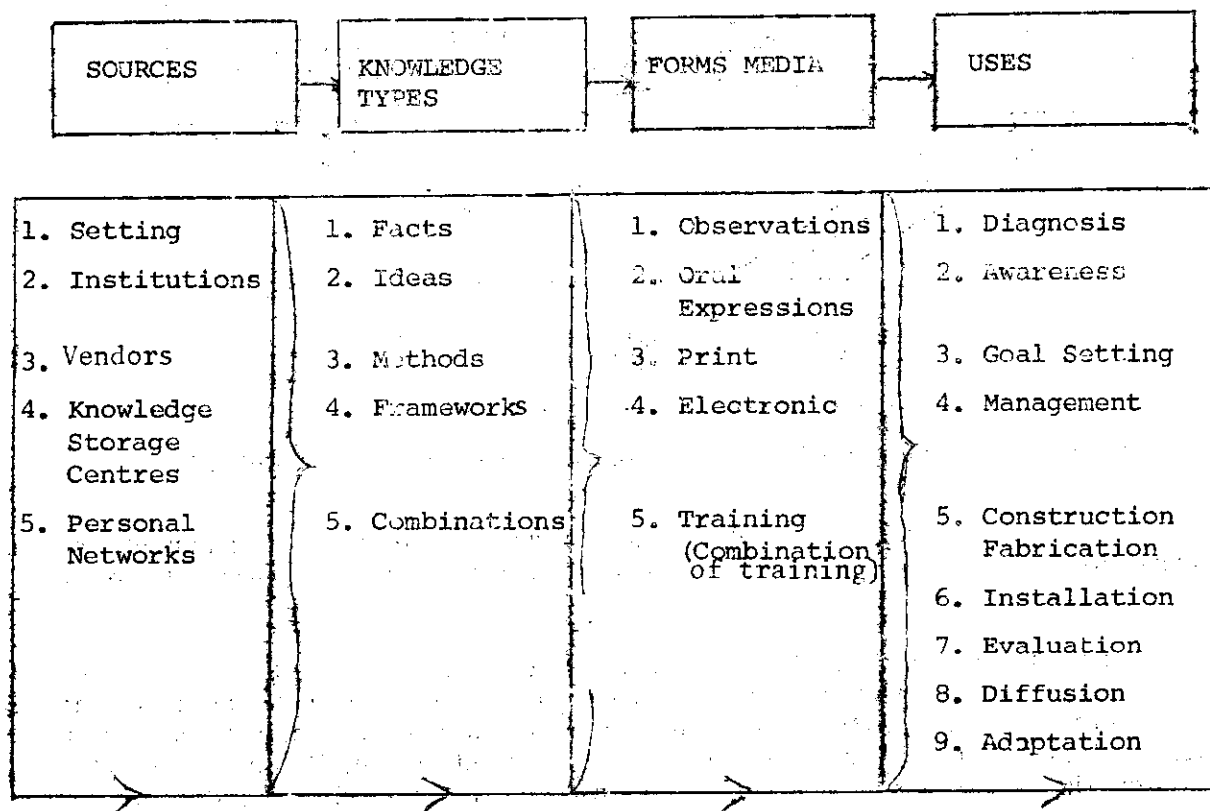 SOURCES
KNOWLEDGE
TYPES
FORMS MEDIA
USES
1. Setting
2. Institutions
3. Vendors
4. Knowledge
Storage
Centres
5. Personal
Networks
1. Facts
2. Ideas
3. Methods
4. Frameworks
5. Combinations
1. Observations
2. Oral
Expressions
3. Print
4. Electronic
5. Training
(Combination
of training)
1. Diagnosis
2. Awareness
3. Goal Setting
4. Management
5. Construction
Fabrication
6. Installation
7. Evaluation
8. Diffusion
9. Adaptation